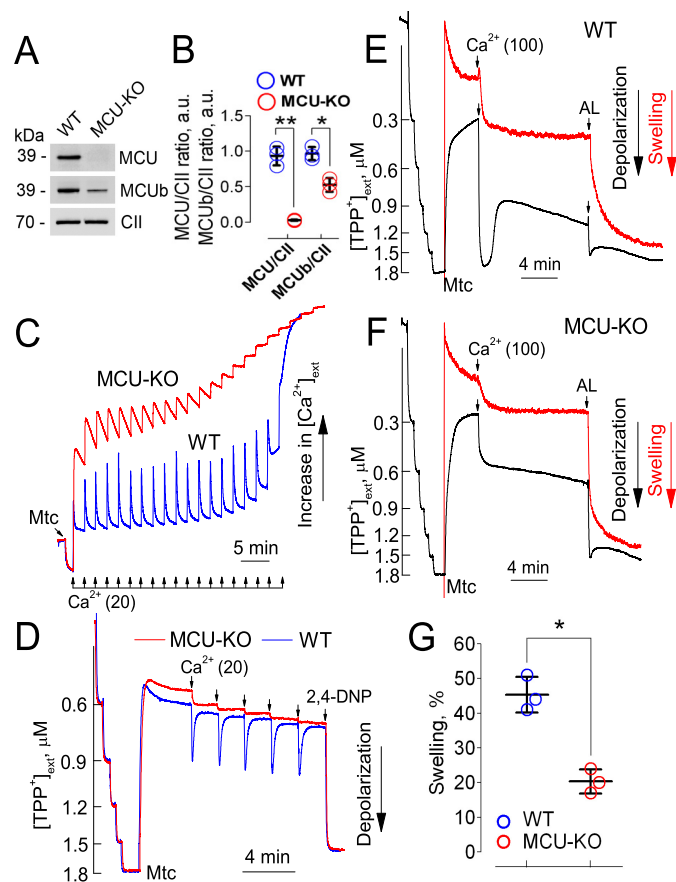 A
WT
MCU-KO
kDa
39 -
MCU
39 -
MCUb
70 -
CII
B
WT
MCU-KO
MCU/CII ratio, a.u.
MCUb/CII ratio, a.u.
1.5
1.0
0.5
0.0
**
*
MCU/CII
MCUb/CII
C
MCU-KO
WT
Mtc
Increase in [Ca²⁺]ext
5 min
Ca²⁺ (20)
D
MCU-KO
WT
Ca²⁺ (20)
2,4-DNP
[TPP⁺]ext, μM
0.6
0.9
1.2
1.5
1.8
Mtc
4 min
Depolarization
E
WT
Ca²⁺ (100)
AL
[TPP⁺]ext, μM
0.3
0.6
0.9
1.2
1.5
1.8
Mtc
4 min
Depolarization
Swelling
F
MCU-KO
Ca²⁺ (100)
AL
[TPP⁺]ext, μM
0.3
0.6
0.9
1.2
1.5
1.8
Mtc
4 min
Depolarization
Swelling
G
*
Swelling, %
60
50
40
30
20
10
0
WT
MCU-KO